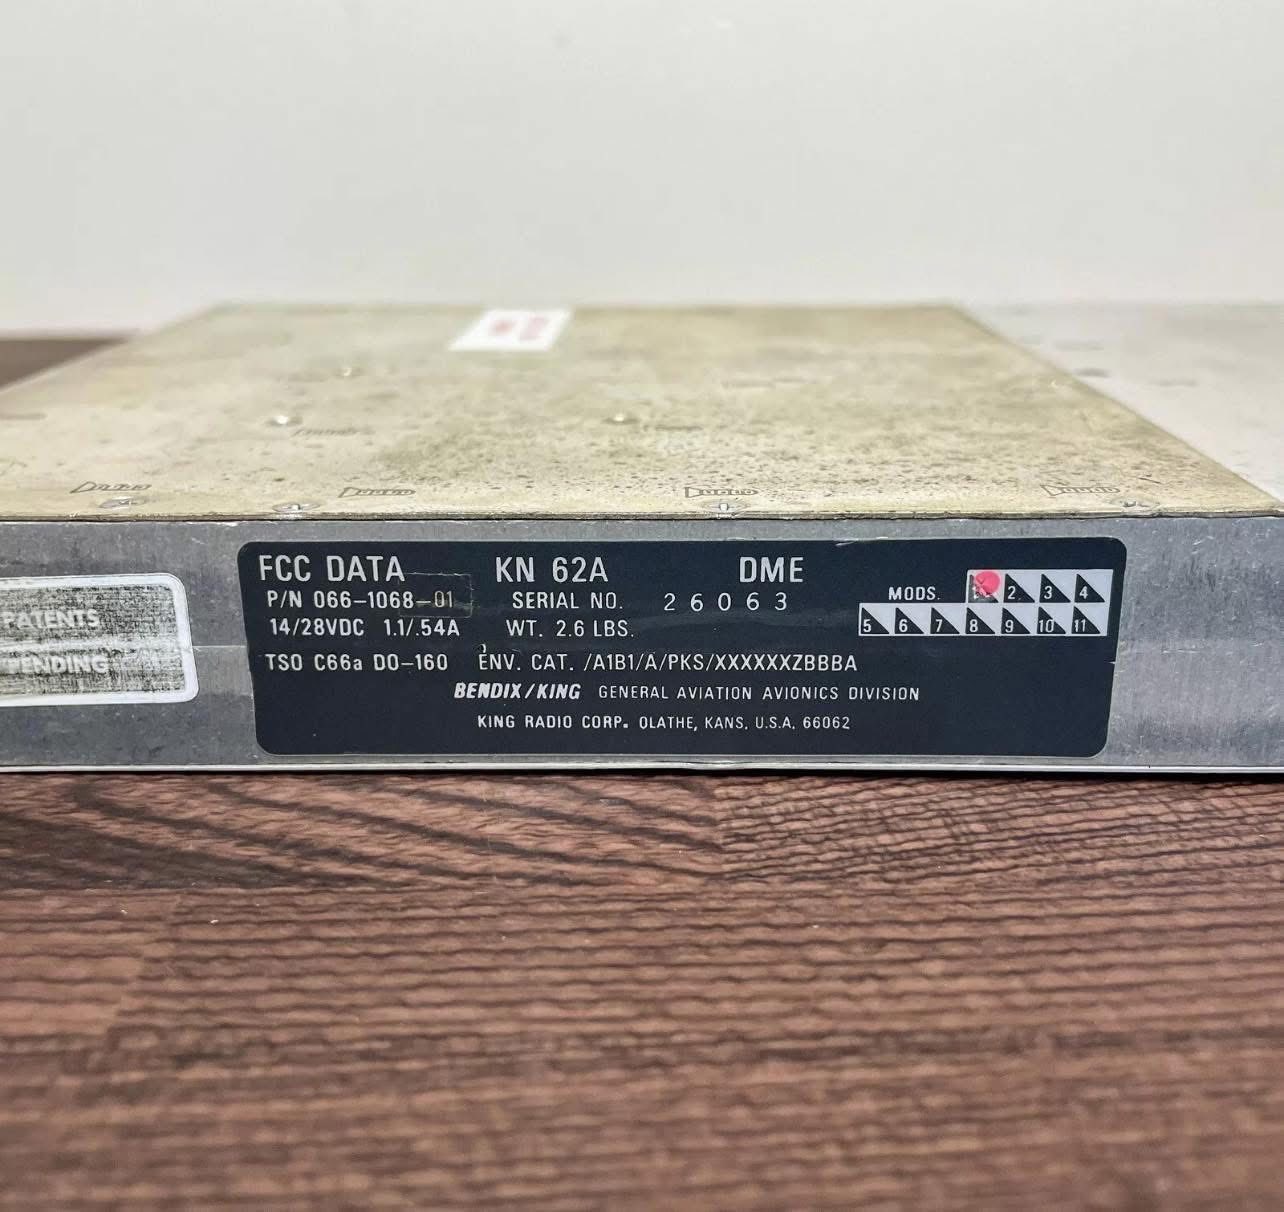 PATENTS
PENDING
FCC DATA KN 62A DME
P/N 066-1068-01 SERIAL NO. 26063 MODS. 1 2 3 4
5 6 7 8 9 10 11
14/28VDC 1.1/.54A WT. 2.6 LBS.
TSO C66a DO-160 ENV. CAT. /A1B1/A/PKS/XXXXXXZBBBA
BENDIX/KING GENERAL AVIATION AVIONICS DIVISION
KING RADIO CORP. OLATHE, KANS. U.S.A. 66062